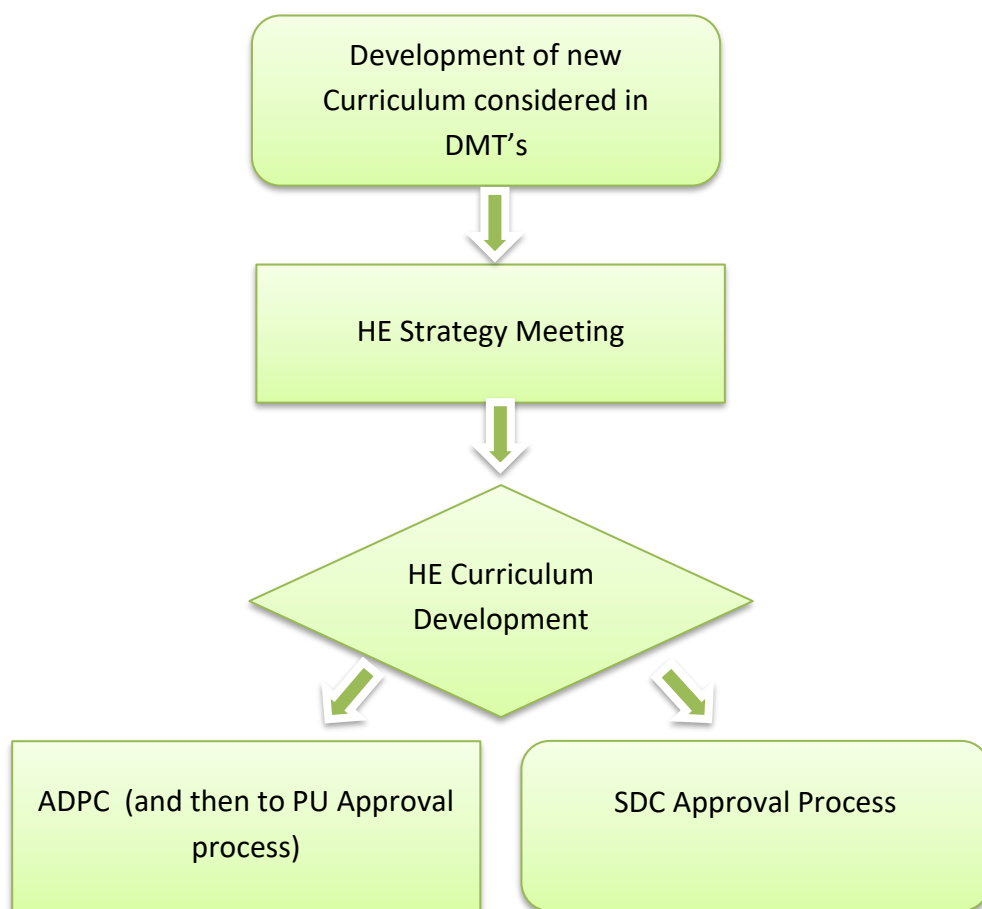 Development of new
Curriculum considered in
DMT’s
HE Strategy Meeting
HE Curriculum
Development
ADPC  (and then to PU Approval
process)
SDC Approval Process